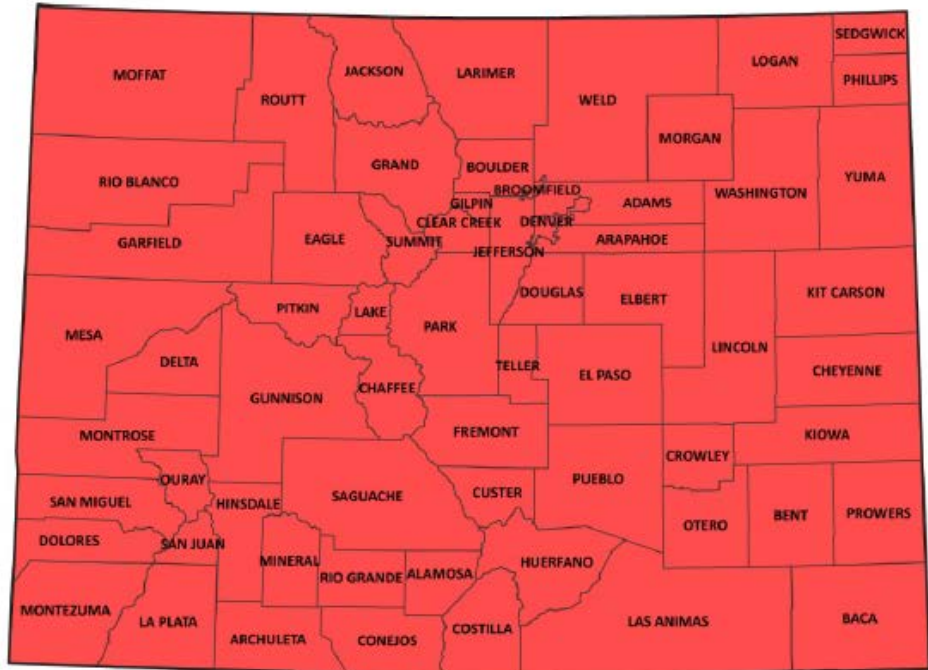 SEDGWICK
LOGAN
JACKSON
LARIMER
MOFFAT
PHILLIPS
ROUTT
WELD
MORGAN
GRAND
BOULDER
YUMA
RIO BLANCO
BROOMFIELD
WASHINGTON
GILPIN
ADAMS
CLEAR CREEK
DENVER
GARFIELD
EAGLE
SUMMIT
ARAPAHOE
JEFFERSON
DOUGLAS
KIT CARSON
ELBERT
PITKIN
LAKE
MESA
PARK
LINCOLN
DELTA
TELLER
CHEYENNE
EL PASO
CHAFFEE
GUNNISON
FREMONT
MONTROSE
KIOWA
CROWLEY
OURAY
PUEBLO
CUSTER
SAGUACHE
SAN MIGUEL
HINSDALE
OTERO
BENT
PROWERS
DOLORES
SAN JUAN
MINERAL
HUERFANO
ALAMOSA
RIO GRANDE
MONTEZUMA
BACA
LA PLATA
LAS ANIMAS
COSTILLA
ARCHULETA
CONEJOS